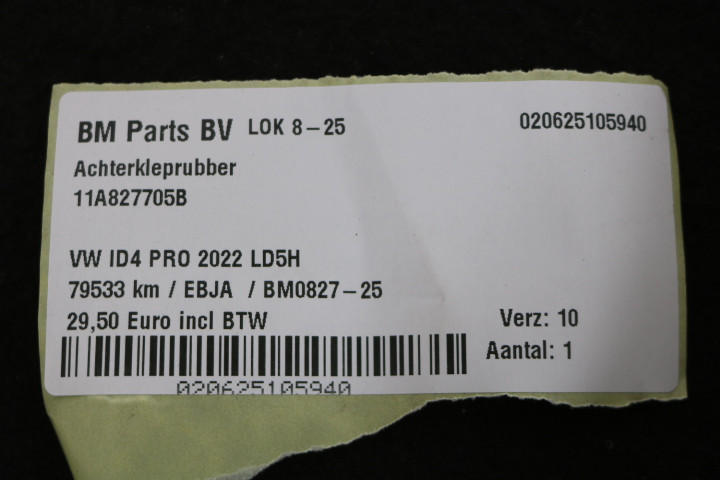 BM Parts BV LOK 8-25 020625105940
Achterkleprubber
11A827705B
VW ID4 PRO 2022 LD5H
79533 km / EBJA / BM0827-25
29,50 Euro incl BTW Verz: 10
Aantal: 1
020625105940